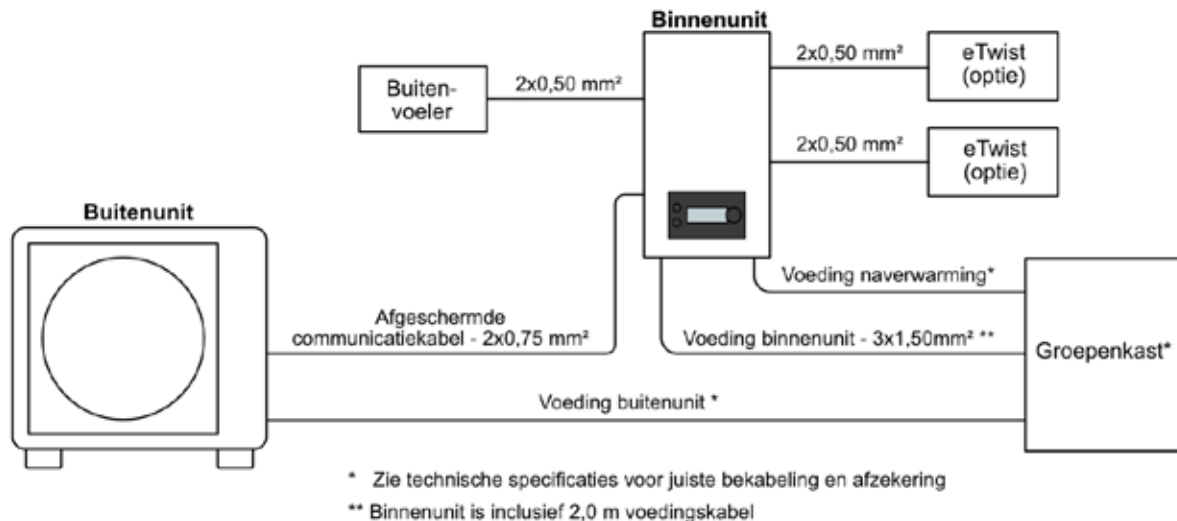 Binnenunit
2x0,50 mm²
eTwist
(optie)
Buiten-
voeler
2x0,50 mm²
2x0,50 mm²
eTwist
(optie)
Buitenunit
Voeding naverwarming*
Afgeschermde
communicatiekabel - 2x0,75 mm²
Voeding binnenunit - 3x1,50mm² **
Groepenkast*
Voeding buitenunit *
* Zie technische specificaties voor juiste bekabeling en afzekering
** Binnenunit is inclusief 2,0 m voedingskabel